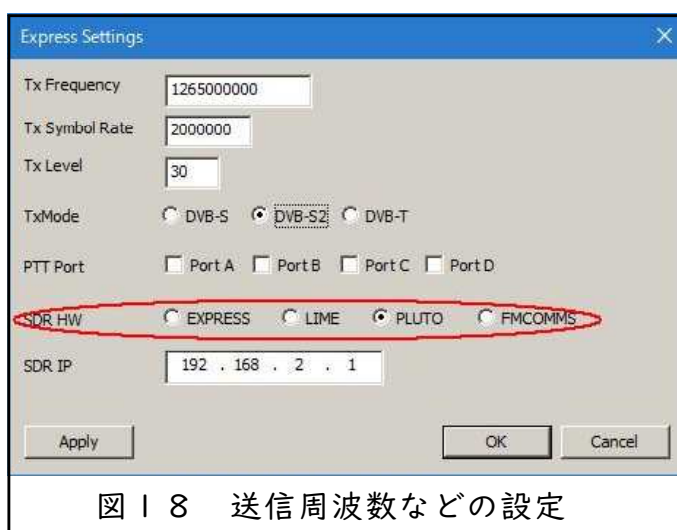 Express Settings
Tx Frequency 1265000000
Tx Symbol Rate 2000000
Tx Level 30
TxMode DVB-S DVB-S2 DVB-T
PTT Port Port A Port B Port C Port D
SDR HW EXPRESS LIME PLUTO FMCOMMS
SDR IP 192 . 168 . 2 . 1
Apply OK Cancel
図18 送信周波数などの設定